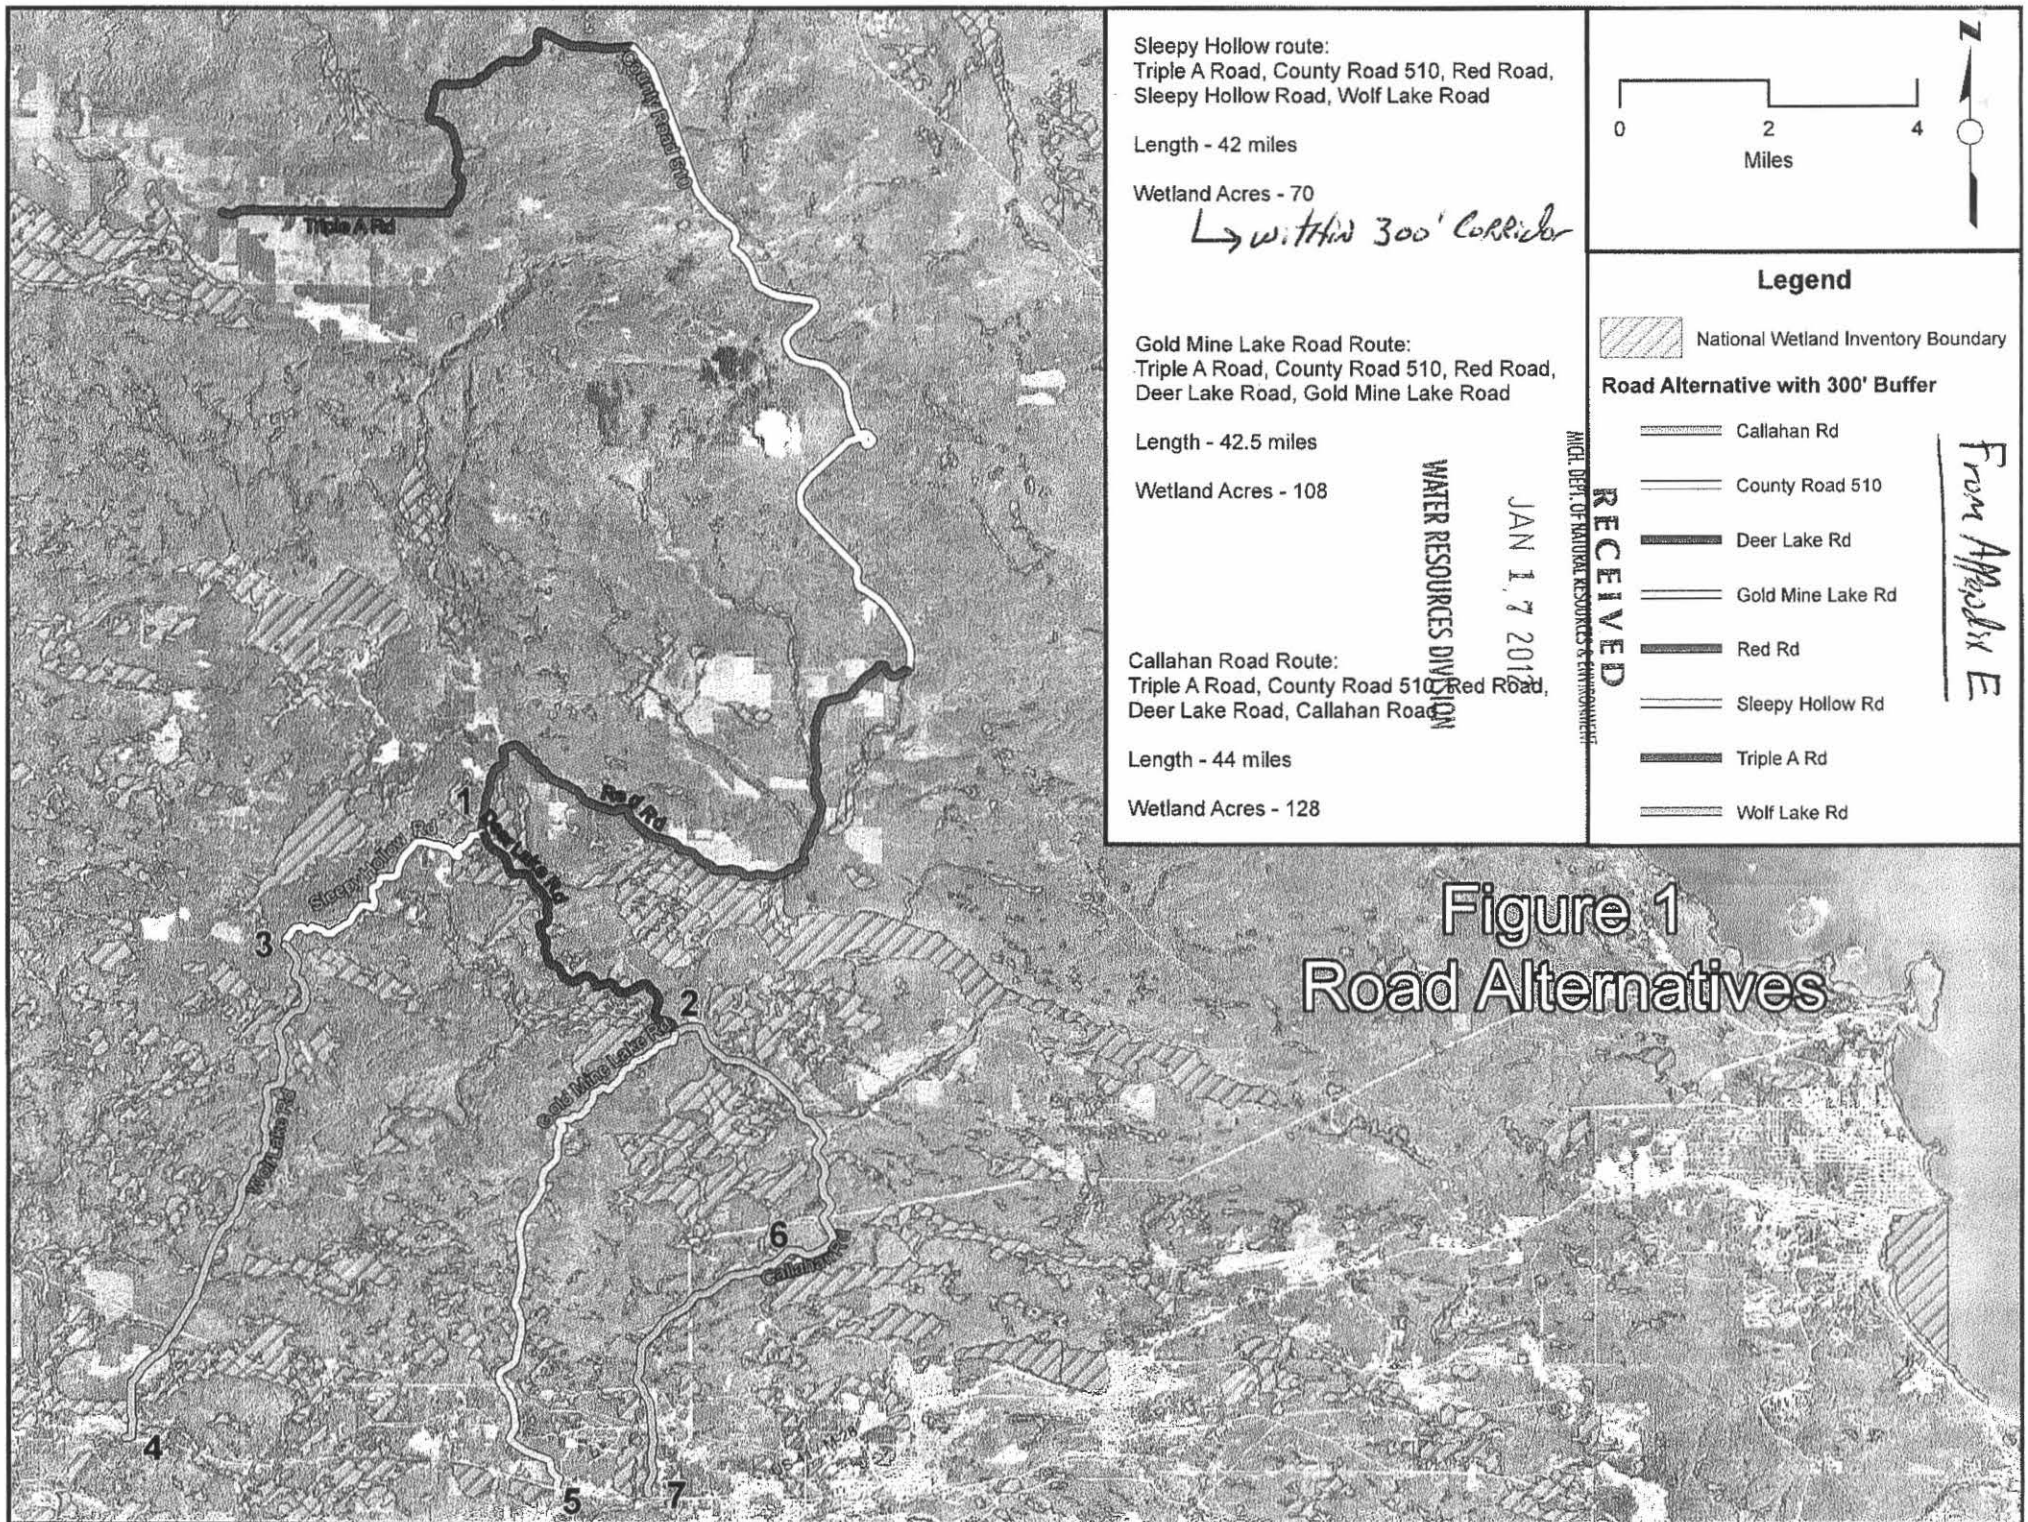 County Road 510
Triple A Rd
Red Rd
1
Deer Lake Rd
Sleepy Hollow Rd
3
2
Gold Mine Lake Rd
Wolf Lake Rd
6
Callahan Rd
4
5
7
Sleepy Hollow route:
Triple A Road, County Road 510, Red Road,
Sleepy Hollow Road, Wolf Lake Road
Length - 42 miles
Wetland Acres - 70
within 300' Corridor
Gold Mine Lake Road Route:
Triple A Road, County Road 510, Red Road,
Deer Lake Road, Gold Mine Lake Road
Length - 42.5 miles
Wetland Acres - 108
Callahan Road Route:
Triple A Road, County Road 510, Red Road,
Deer Lake Road, Callahan Road
Length - 44 miles
Wetland Acres - 128
RECEIVED
MICH. DEPT. OF NATURAL RESOURCES & ENVIRONMENT
JAN 17 2012
WATER RESOURCES DIVISION
N
0 2 4
Miles
Legend
National Wetland Inventory Boundary
Road Alternative with 300' Buffer
Callahan Rd
County Road 510
Deer Lake Rd
Gold Mine Lake Rd
Red Rd
Sleepy Hollow Rd
Triple A Rd
Wolf Lake Rd
From Appedix E
Figure 1
Road Alternatives